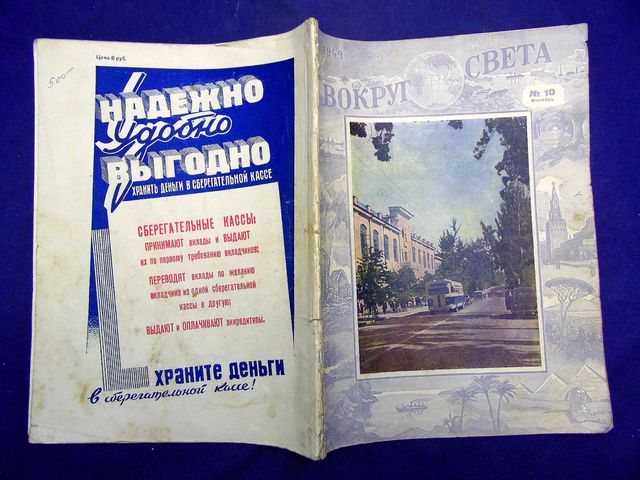 Цена 6 руб.
500-
НАДЕЖНО
Удобно
ВЫГОДНО
ХРАНИТЬ ДЕНЬГИ В СБЕРЕГАТЕЛЬНОЙ КАССЕ
СБЕРЕГАТЕЛЬНЫЕ КАССЫ:
ПРИНИМАЮТ вклады и ВЫДАЮТ
их по первому требованию вкладчиков;
ПЕРЕВОДЯТ вклады по желанию
вкладчика из одной сберегательной
кассы в другую;
ВЫДАЮТ и ОПЛАЧИВАЮТ аккредитивы.
ХРАНИТЕ ДЕНЬГИ
в сберегательной кассе!
1949
ВОКРУГ СВЕТА
№ 10
Октябрь